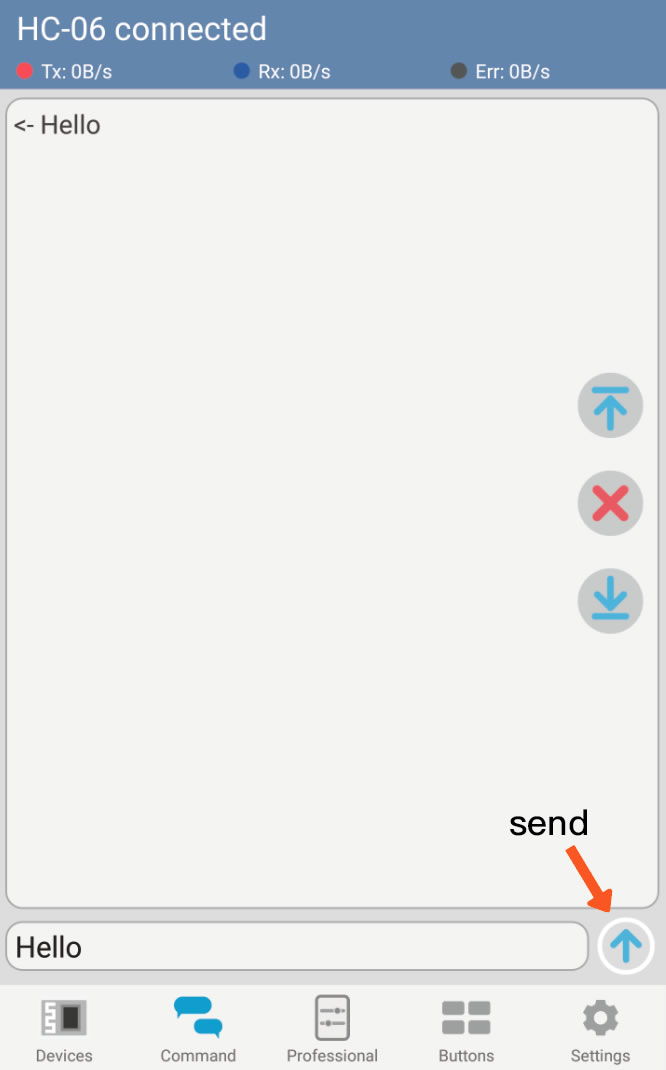 HC-06 connected
Tx: 0B/s Rx: 0B/s Err: 0B/s
<- Hello
send
Hello
Devices Command Professional Buttons Settings